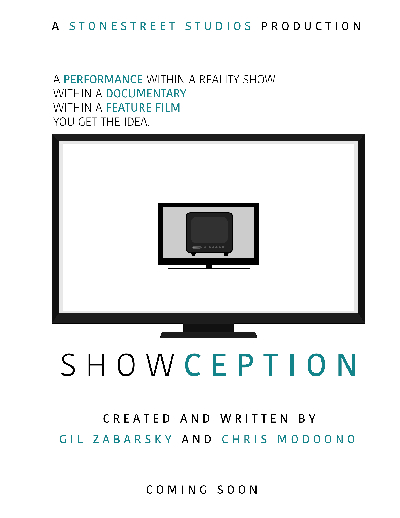 A STONESTREET STUDIOS PRODUCTION
A PERFORMANCE WITHIN A REALITY SHOW
WITHIN A DOCUMENTARY
WITHIN A FEATURE FILM
YOU GET THE IDEA.
SHOWCEPTION
CREATED AND WRITTEN BY
GIL ZABARSKY AND CHRIS MODOONO
COMING SOON